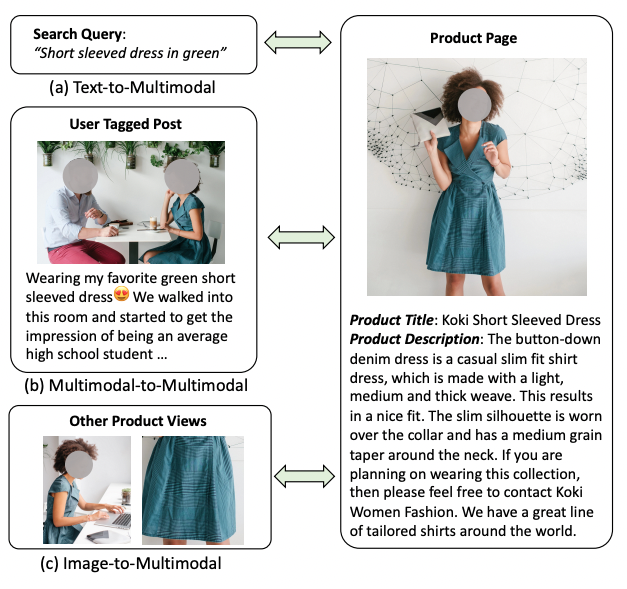 Search Query:
“Short sleeved dress in green”
(a) Text-to-Multimodal
User Tagged Post
Wearing my favorite green short
sleeved dress😍 We walked into
this room and started to get the
impression of being an average
high school student ...
(b) Multimodal-to-Multimodal
Other Product Views
(c) Image-to-Multimodal
Product Page
Product Title: Koki Short Sleeved Dress
Product Description: The button-down
denim dress is a casual slim fit shirt
dress, which is made with a light,
medium and thick weave. This results
in a nice fit. The slim silhouette is worn
over the collar and has a medium grain
taper around the neck. If you are
planning on wearing this collection,
then please feel free to contact Koki
Women Fashion. We have a great line
of tailored shirts around the world.